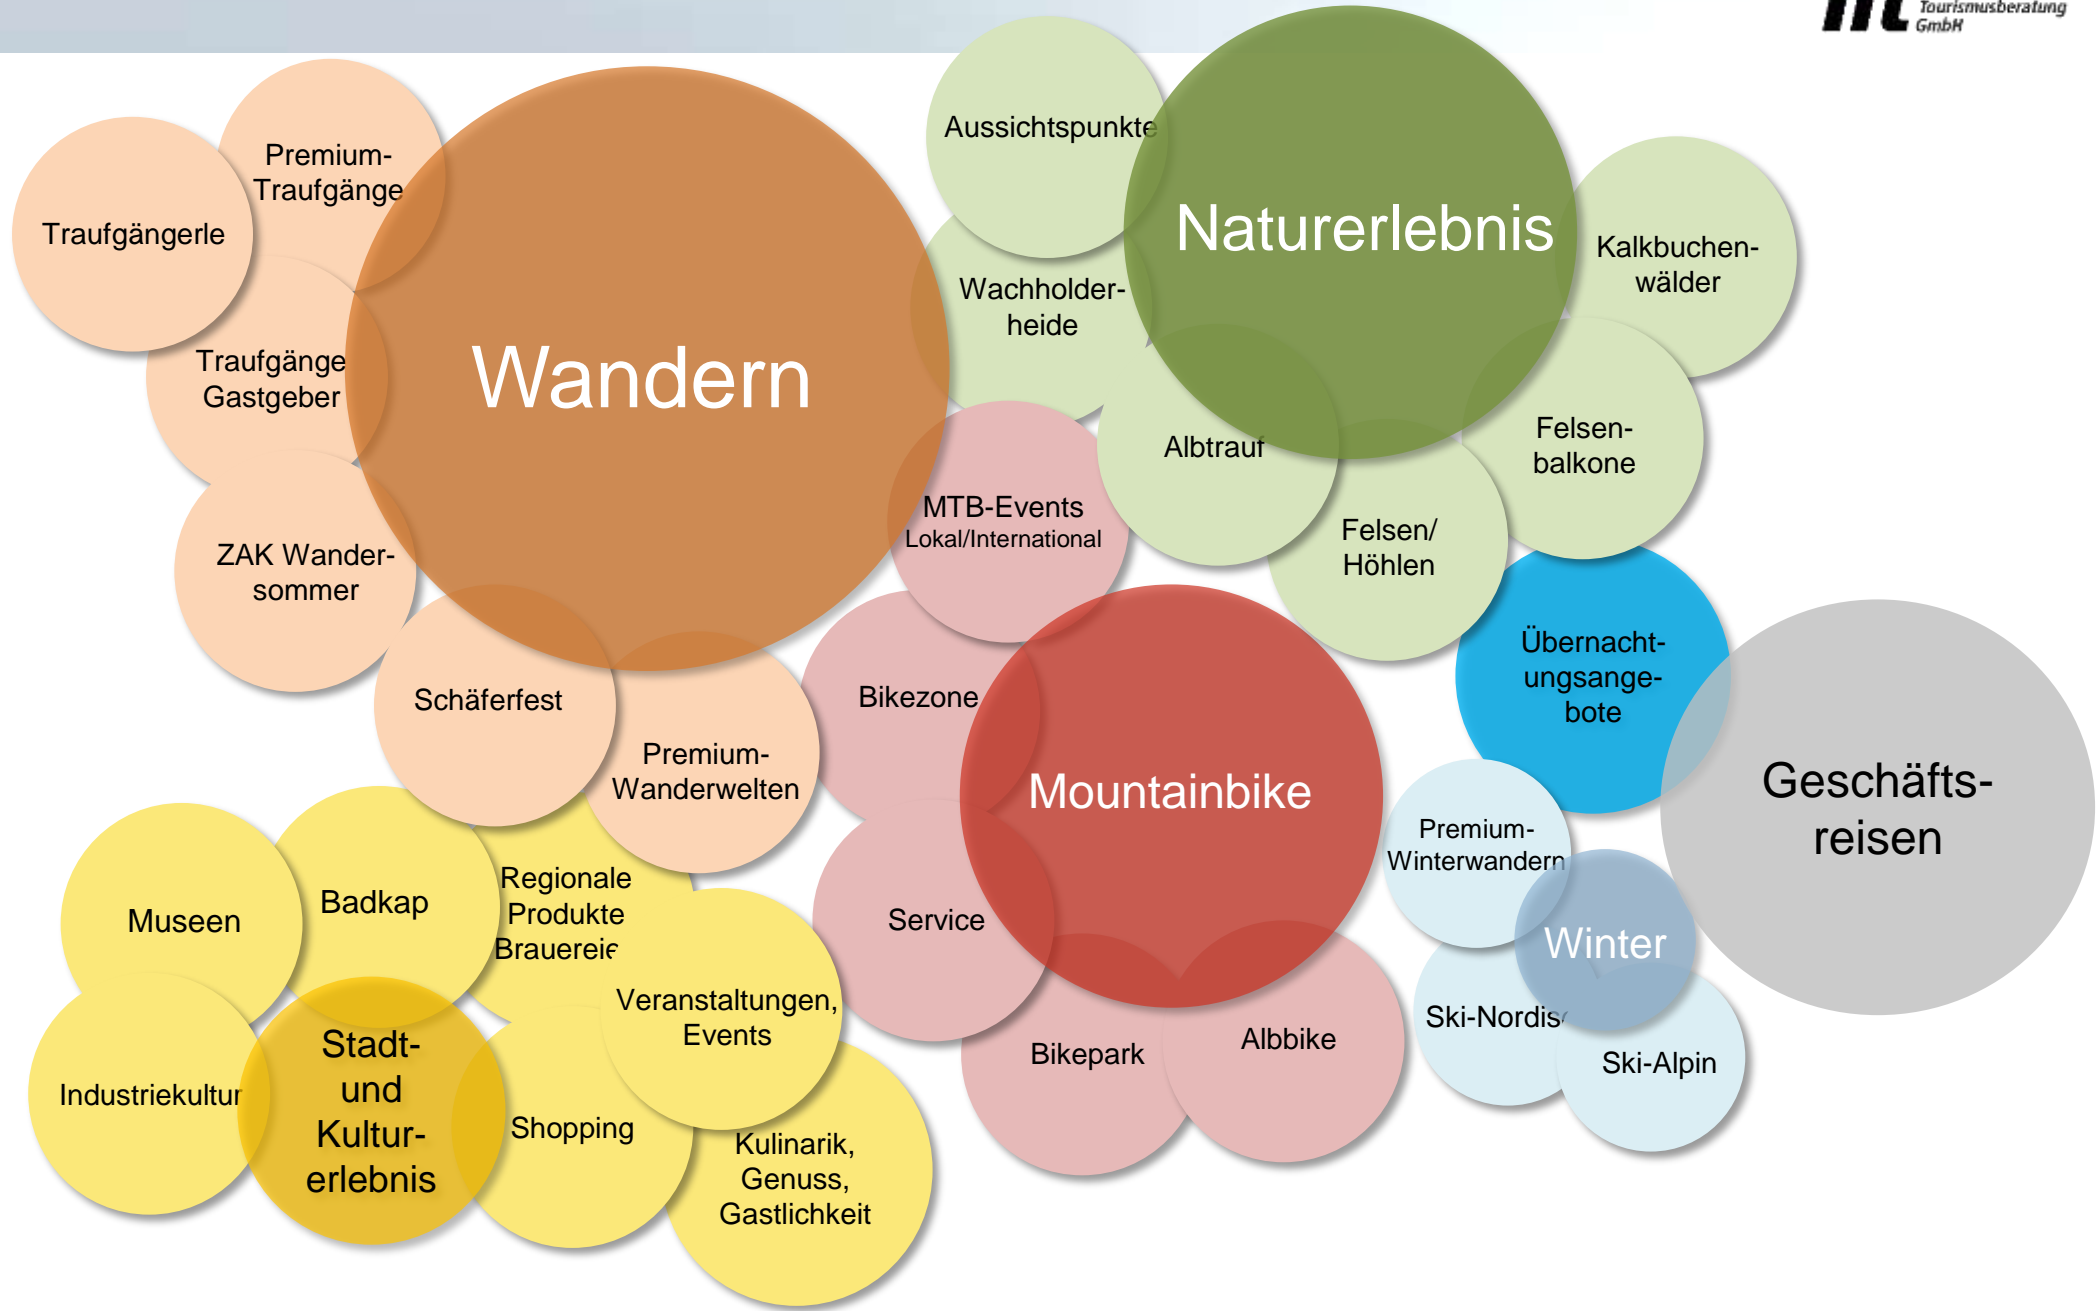 Tourismusberatung
GmbH
Aussichtspunkte
Premium-
Traufgänge
Traufgängerle
Naturerlebnis
Kalkbuchen-
wälder
Wachholder-
heide
Wandern
Traufgänge
Gastgeber
Albtrauf
Felsen-
balkone
MTB-Events
Lokal/International
Felsen/
Höhlen
ZAK Wander-
sommer
Übernacht-
ungsange-
bote
Schäferfest
Bikezone
Premium-
Wanderwelten
Mountainbike
Geschäfts-
reisen
Premium-
Winterwandern
Museen
Badkap
Regionale
Produkte
Brauereie
Service
Winter
Veranstaltungen,
Events
Ski-Nordisc
Ski-Alpin
Stadt-
und
Kultur-
erlebnis
Industriekultur
Shopping
Bikepark
Albbike
Kulinarik,
Genuss,
Gastlichkeit